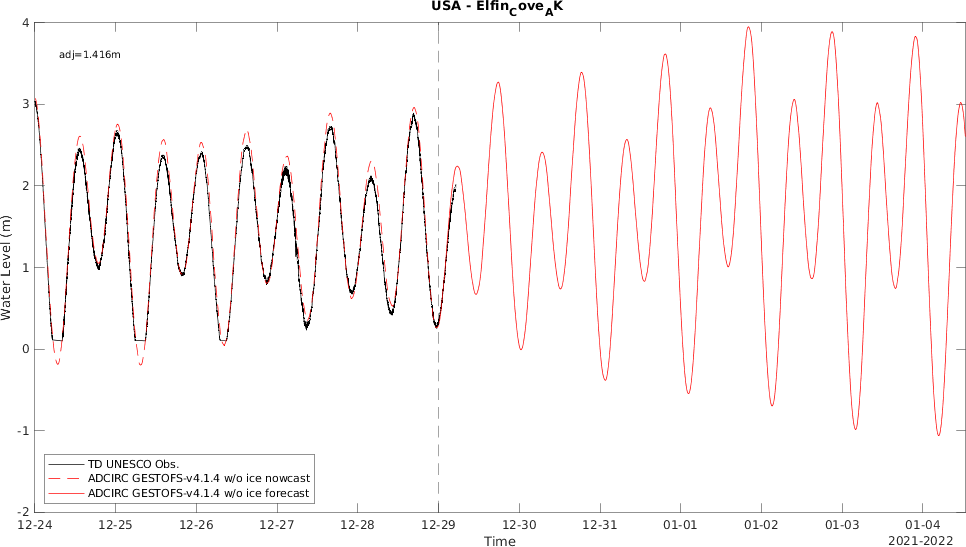 USA - ElfinCoveAK
adj=1.416m
4
3
2
1
0
-1
-2
Water Level (m)
TD UNESCO Obs.
ADCIRC GESTOFS-v4.1.4 w/o ice nowcast
ADCIRC GESTOFS-v4.1.4 w/o ice forecast
12-24 12-25 12-26 12-27 12-28 12-29 12-30 12-31 01-01 01-02 01-03 01-04
Time
2021-2022